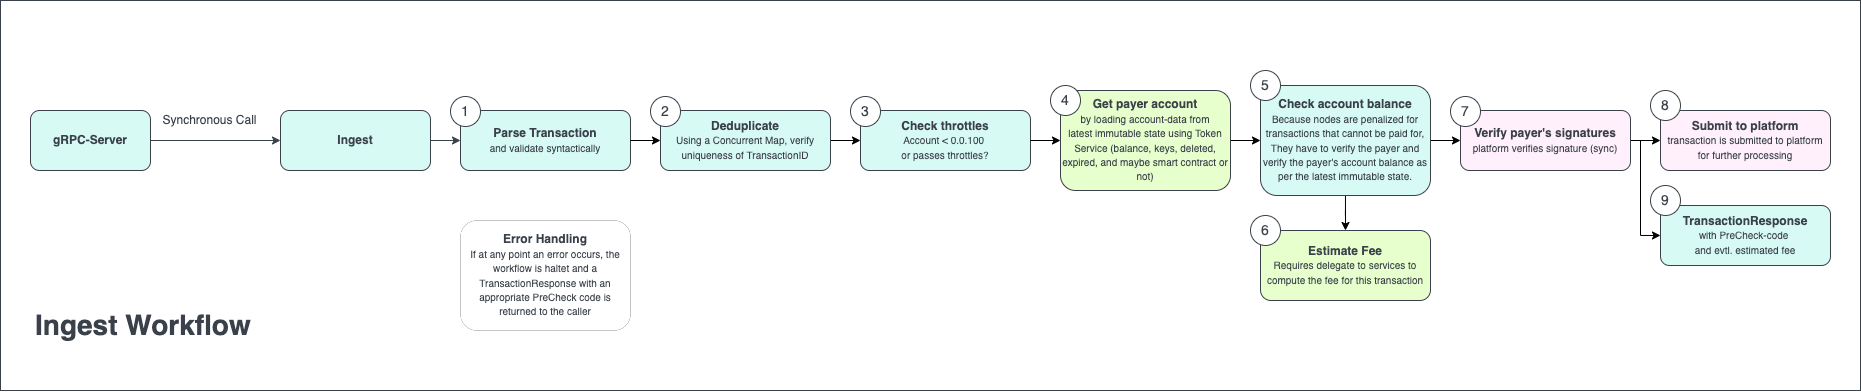 gRPC-Server
Synchronous Call
Ingest
1
Parse Transaction
and validate syntactically
2
Deduplicate
Using a Concurrent Map, verify
uniqueness of TransactionID
3
Check throttles
Account < 0.0.100
or passes throttles?
4
Get payer account
by loading account-data from
latest immutable state using Token
Service (balance, keys, deleted,
expired, and maybe smart contract or
not)
5
Check account balance
Because nodes are penalized for
transactions that cannot be paid for,
They have to verify the payer and
verify the payer's account balance as
per the latest immutable state.
6
Estimate Fee
Requires delegate to services to
compute the fee for this transaction
7
Verify payer's signatures
platform verifies signature (sync)
8
Submit to platform
transaction is submitted to platform
for further processing
9
TransactionResponse
with PreCheck-code
and evtl. estimated fee
Error Handling
If at any point an error occurs, the
workflow is haltet and a
TransactionResponse with an
appropriate PreCheck code is
returned to the caller
Ingest Workflow